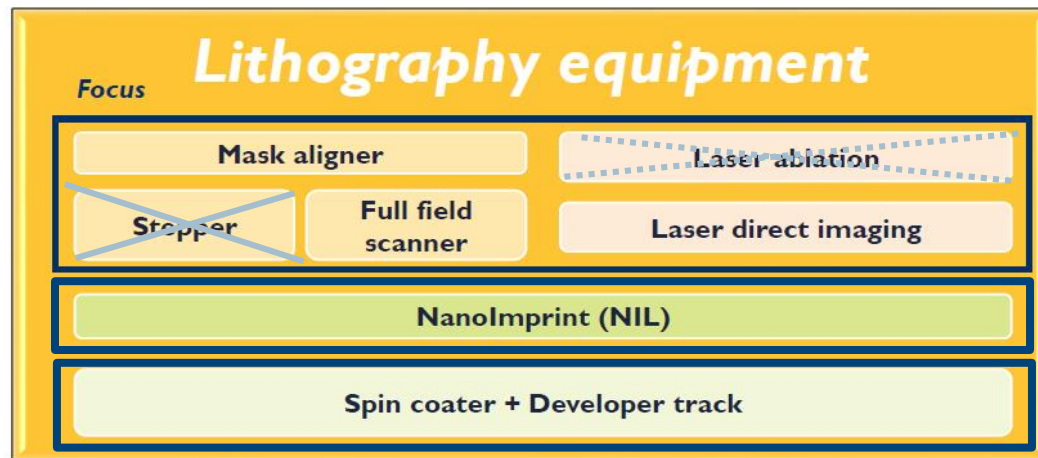 Lithography equipment
Focus
Mask aligner
Laser ablation
Stepper
Full field
scanner
Laser direct imaging
NanoImprint (NIL)
Spin coater + Developer track